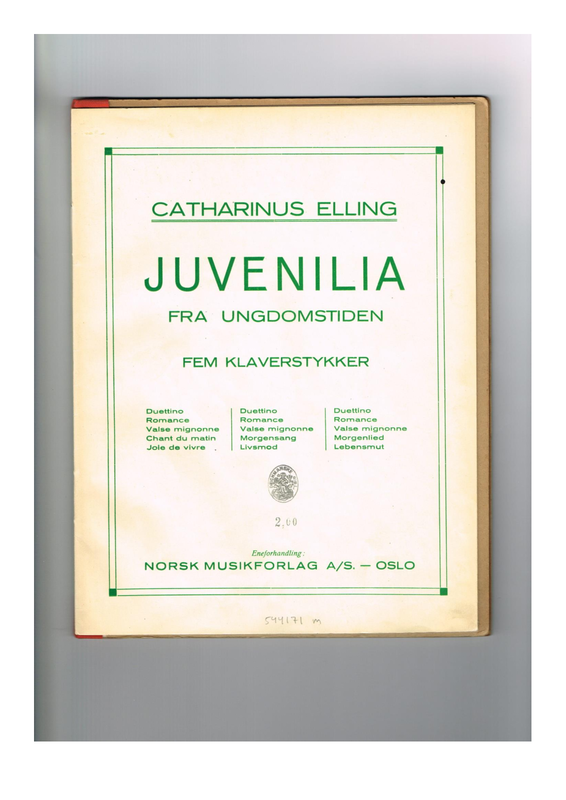 CATHARINUS ELLING
JUVENILIA
FRA UNGDOMSTIDEN
FEM KLAVERSTYKKER
Duettino
Romance
Valse mignonne
Chant du matin
Joie de vivre
Duettino
Romance
Valse mignonne
Morgensang
Livsmod
Duettino
Romance
Valse mignonne
Morgenlied
Lebensmut
2,00
Eneforhandling:
NORSK MUSIKFORLAG A/S. — OSLO
544171 m